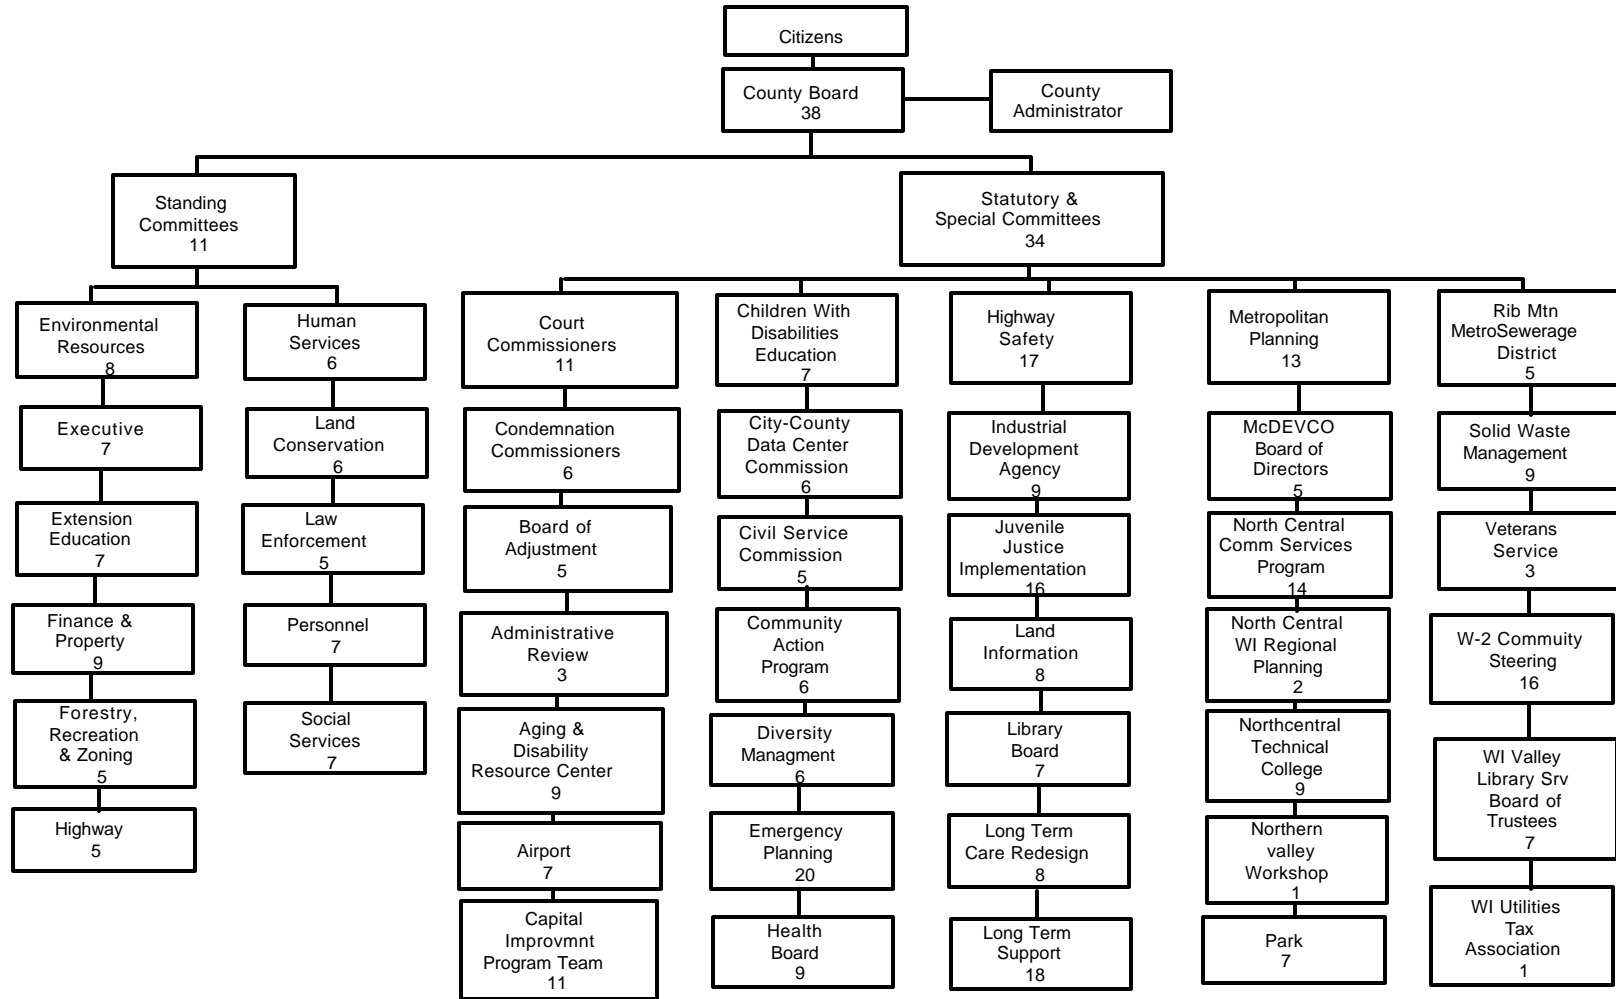 Citizens
County Board
38
County
Administrator
Standing
Committees
11
Statutory &
Special Committees
34
Environmental
Resources
8
Executive
7
Extension
Education
7
Finance &
Property
9
Forestry,
Recreation
& Zoning
5
Highway
5
Human
Services
6
Land
Conservation
6
Law
Enforcement
5
Personnel
7
Social
Services
7
Court
Commissioners
11
Condemnation
Commissioners
6
Board of
Adjustment
5
Administrative
Review
3
Aging &
Disability
Resource Center
9
Airport
7
Capital
Improvmnt
Program Team
11
Children With
Disabilities
Education
7
City-County
Data Center
Commission
6
Civil Service
Commission
5
Community
Action
Program
6
Diversity
Managment
6
Emergency
Planning
20
Health
Board
9
Highway
Safety
17
Industrial
Development
Agency
9
Juvenile
Justice
Implementation
16
Land
Information
8
Library
Board
7
Long Term
Care Redesign
8
Long Term
Support
18
Metropolitan
Planning
13
McDEVCO
Board of
Directors
5
North Central
Comm Services
Program
14
North Central
WI Regional
Planning
2
Northcentral
Technical
College
9
Northern
valley
Workshop
1
Park
7
Rib Mtn
MetroSewerage
District
5
Solid Waste
Management
9
Veterans
Service
3
W-2 Commuity
Steering
16
WI Valley
Library Srv
Board of
Trustees
7
WI Utilities
Tax
Association
1